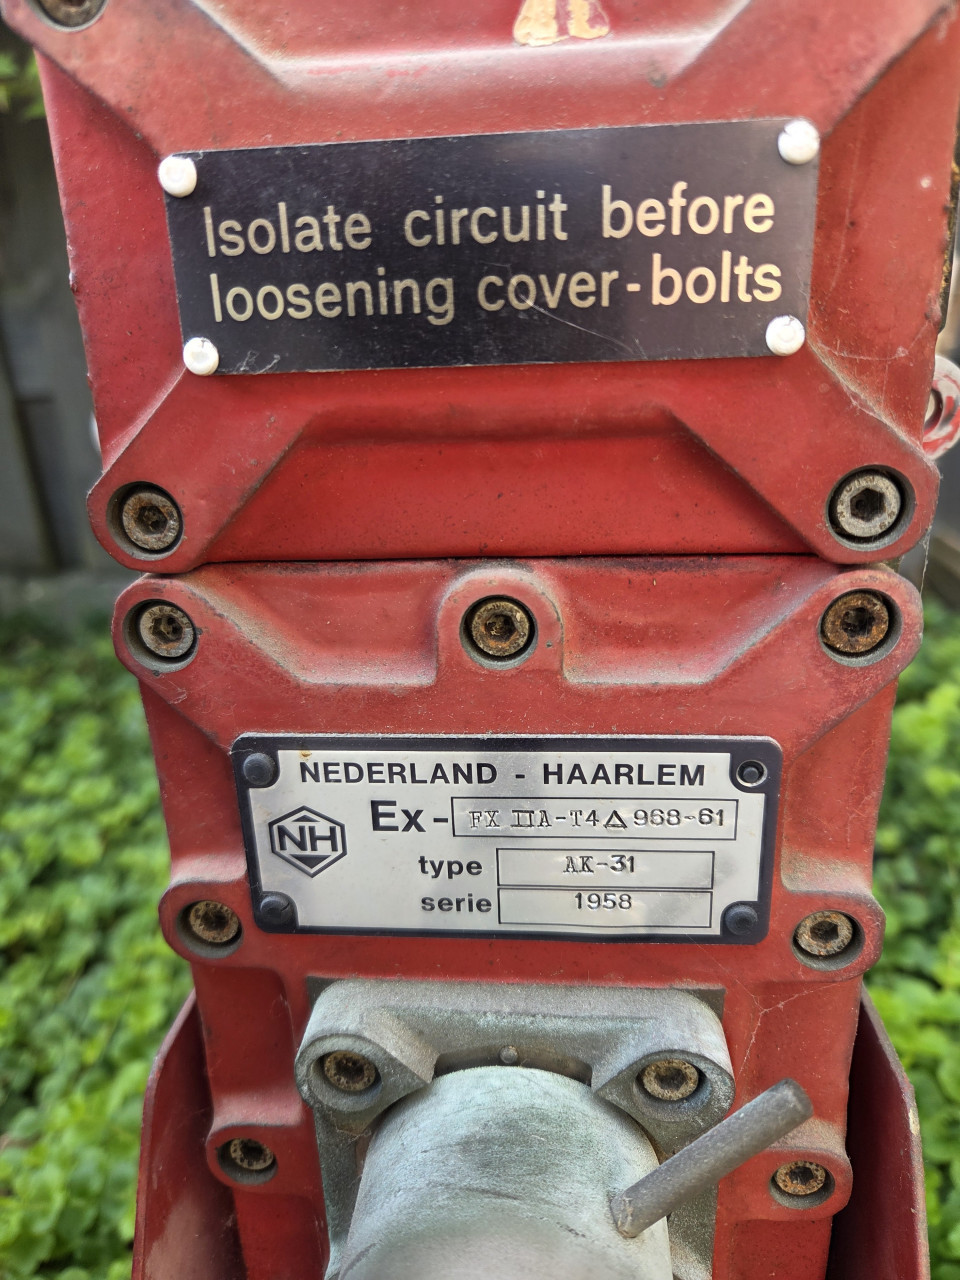 Isolate circuit before
loosening cover-bolts
NEDERLAND - HAARLEM
Ex- FX IIA-T4△968-61
NH
type AK-31
serie 1958